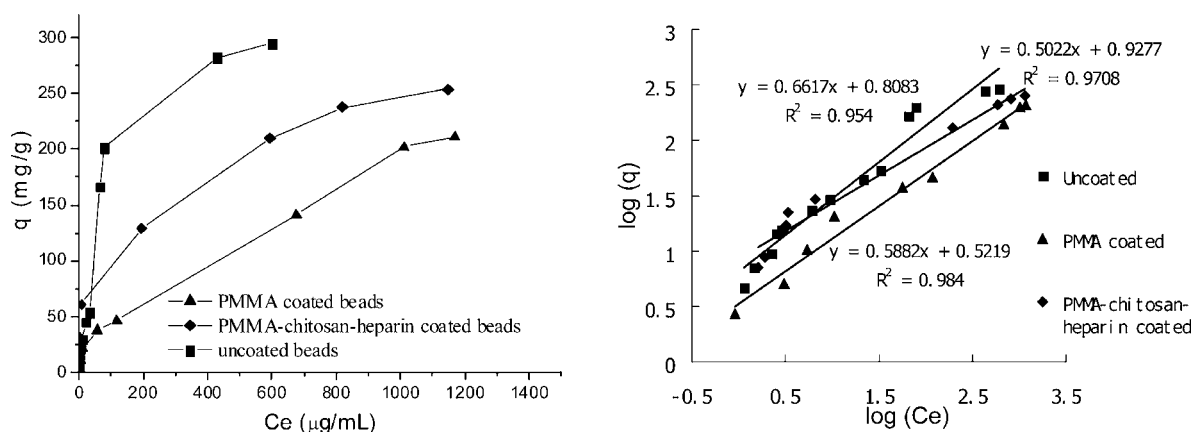 q (mg/g)
300
250
200
150
100
50
0
PMMA coated beads
PMMA-chitosan-heparin coated beads
uncoated beads
0 200 400 600 800 1000 1200 1400
Ce (µg/mL)
log (q)
3
2.5
2
1.5
1
0.5
0
y = 0.5022x + 0.9277
R² = 0.9708
y = 0.6617x + 0.8083
R² = 0.954
y = 0.5882x + 0.5219
R² = 0.984
Uncoated
PMMA coated
PMMA-chitosan-
heparin coated
-0.5 0.5 1.5 2.5 3.5
log (Ce)